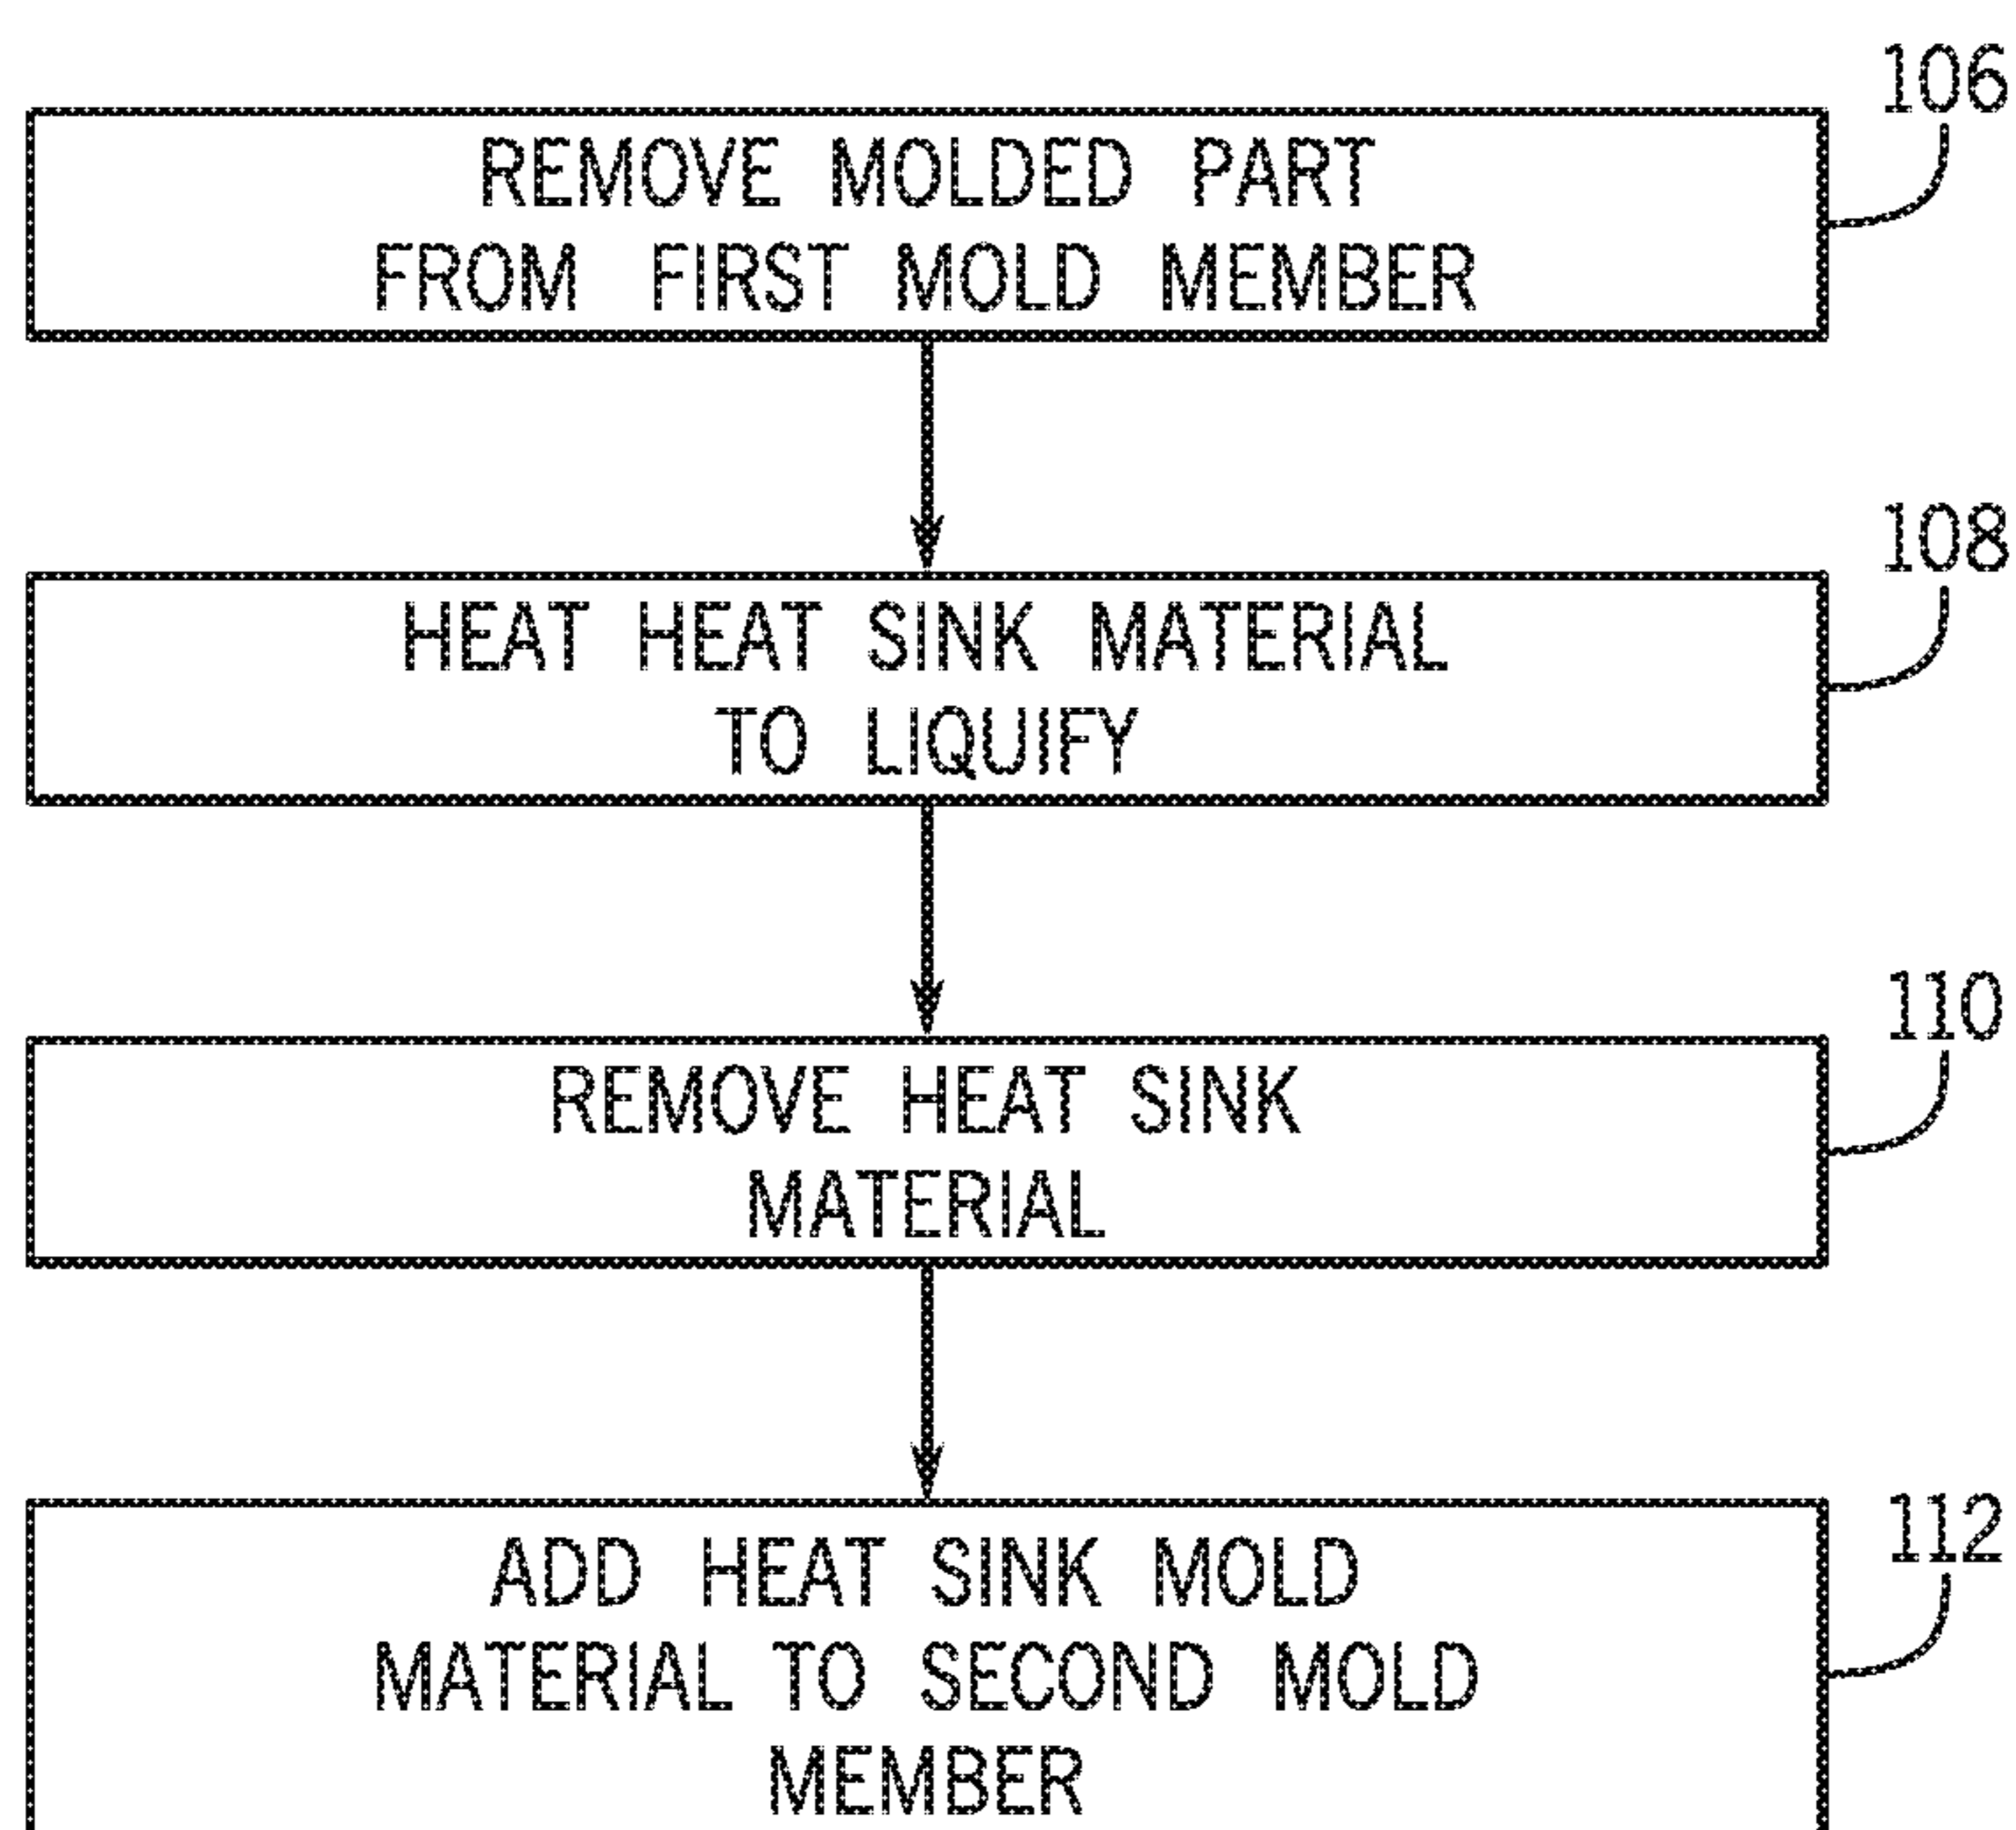 106
REMOVE MOLDED PART
FROM FIRST MOLD MEMBER
108
HEAT HEAT SINK MATERIAL
TO LIQUIFY
110
REMOVE HEAT SINK
MATERIAL
112
ADD HEAT SINK MOLD
MATERIAL TO SECOND MOLD
MEMBER